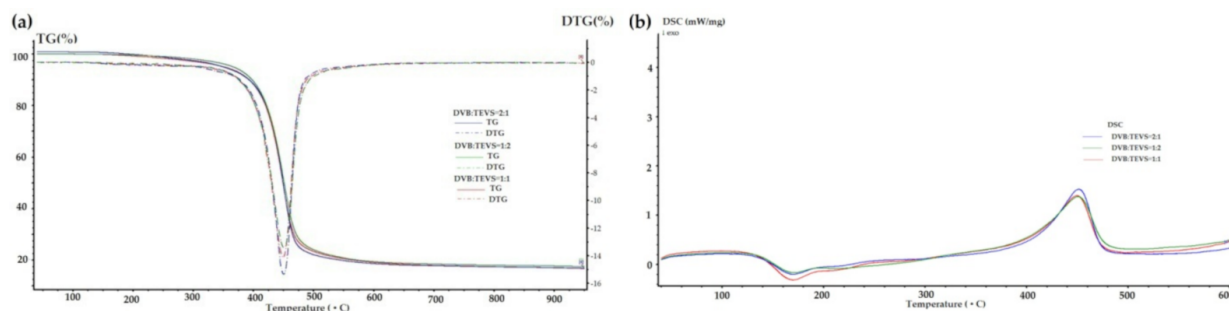 (a)
TG(%)
DTG(%)
100
80
60
40
20
0
-2
-4
-6
-8
-10
-12
-14
-16
DVB:TEVS=2:1
TG
DTG
DVB:TEVS=1:2
TG
DTG
DVB:TEVS=1:1
TG
DTG
100 200 300 400 500 600 700 800 900
Temperature ( • C)
(b)
DSC (mW/mg)
↓ exo
4
3
2
1
0
DSC
DVB:TEVS=2:1
DVB:TEVS=1:2
DVB:TEVS=1:1
100 200 300 400 500 600
Temperature ( • C)